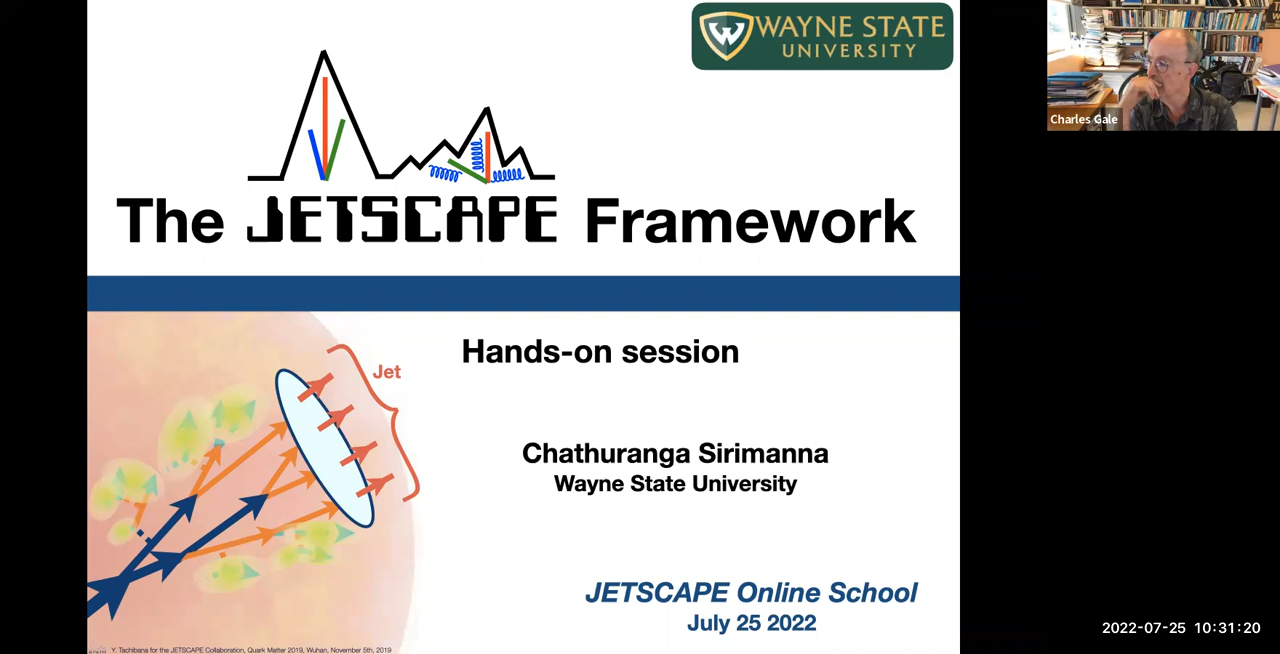 WAYNE STATE
UNIVERSITY
Charles Gale
The JETSCAPE Framework
Hands-on session
Jet
Chathuranga Sirimanna
Wayne State University
JETSCAPE Online School
July 25 2022
2022-07-25 10:31:20
Y. Tachibana for the JETSCAPE Collaboration, Quark Matter 2019, Wuhan, November 5th, 2019